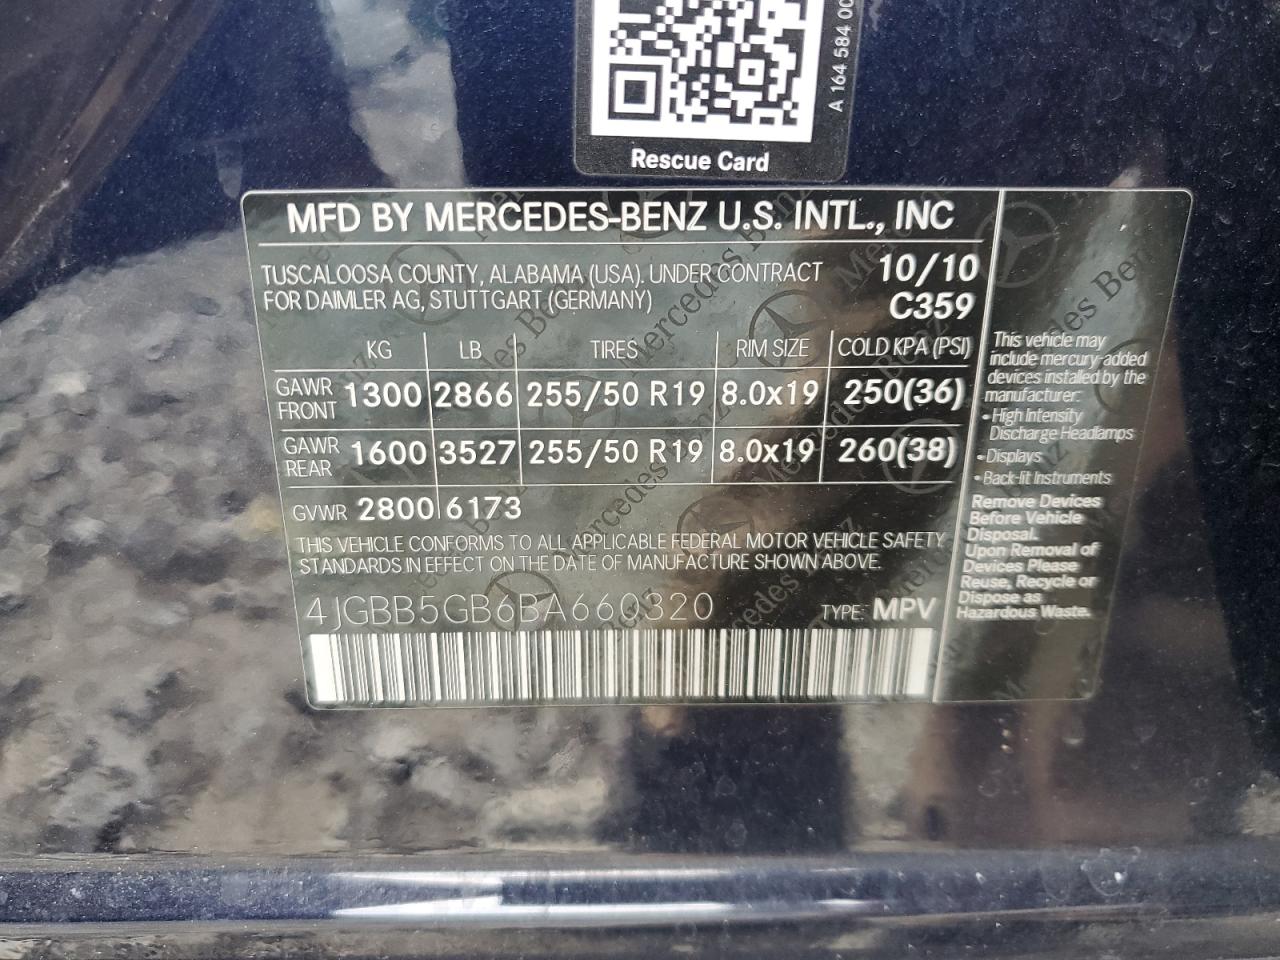 A 164 584 00
Rescue Card
MFD BY MERCEDES-BENZ U.S. INTL., INC
TUSCALOOSA COUNTY, ALABAMA (USA). UNDER CONTRACT
FOR DAIMLER AG, STUTTGART (GERMANY)
10/10
C359
KG LB TIRES RIM SIZE COLD KPA (PSI)
GAWR FRONT 1300 2866 255/50 R19 8.0x19 250(36)
GAWR REAR 1600 3527 255/50 R19 8.0x19 260(38)
GVWR 2800 6173
THIS VEHICLE CONFORMS TO ALL APPLICABLE FEDERAL MOTOR VEHICLE SAFETY
STANDARDS IN EFFECT ON THE DATE OF MANUFACTURE SHOWN ABOVE.
4JGBB5GB6BA660320 TYPE: MPV
This vehicle may
include mercury-added
devices installed by the
manufacturer:
• High Intensity
Discharge Headlamps
• Displays
• Back-lit Instruments
Remove Devices
Before Vehicle
Disposal.
Upon Removal of
Devices Please
Reuse, Recycle or
Dispose as
Hazardous Waste.